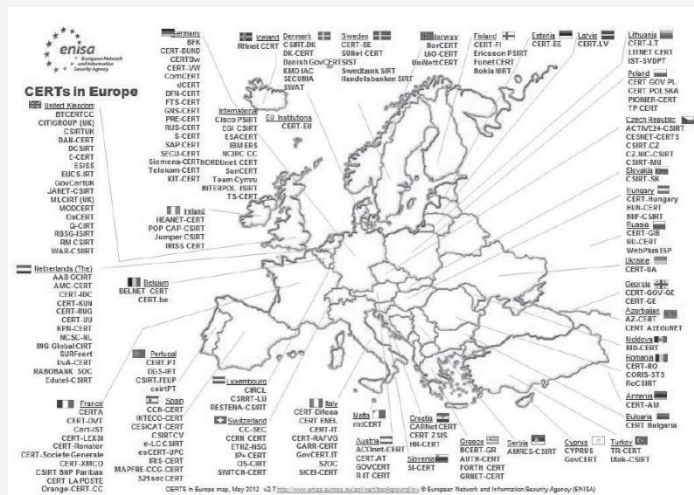 enisa
European Network
and Information
Security Agency
CERTs in Europe
United Kingdom
BTCERTCC
CITIGROUP (UK)
CSIRTUK
DAN-CERT
DCSIRT
E-CERT
ESISS
EUCS-IRT
GovCertUK
JANET-CSIRT
MLCIRT (UK)
MODCERT
OxCERT
Q-CIRT
RBSG-ISIRT
RM CSIRT
WAR-CSIRT
Germany
BFK
CERT-BUND
CERTBw
CERT-VW
ComCERT
dCERT
DFN-CERT
FTS-CERT
GNS-CERT
PRE-CERT
RUS-CERT
S-CERT
SAP CERT
SECU-CERT
Siemens-CERT
Telekom-CERT
KIT-CERT
Iceland
RHnet CERT
Denmark
CSIRT.DK
DK-CERT
Danish GovCERT
KMD IAC
SECUNIA
SWAT
Sweden
CERT-SE
SUNet CERT
SIST
Swedbank SIRT
Handelsbanken SIRT
Norway
NorCERT
UiO-CERT
UniNett CERT
Finland
CERT-FI
Ericsson PSIRT
Funet CERT
Nokia NIRT
Estonia
CERT-EE
Latvia
CERT.LV
Lithuania
CERT-LT
LITNET CERT
IST-SVDPT
Poland
CERT GOV PL
CERT POLSKA
PIONIER-CERT
TP CERT
Czech Republic
ACTIVE24-CSIRT
CESNET-CERTS
CSIRT.CZ
CZ.NIC-CSIRT
CSIRT-MU
Slovakia
CSIRT-SK
Hungary
CERT-Hungary
HUN-CERT
NIIF-CSIRT
Russia
CERT-GIB
RU-CERT
WebPlus ISP
Ukraine
CERT-UA
Georgia
CERT-GOV-GE
CERT-GE
Azerbaijan
AZ-CERT
CERT AzEduNET
Moldova
MD-CERT
Romania
CERT-RO
CORIS-STS
RoCSIRT
Armenia
CERT-AM
Bulgaria
CERT Bulgaria
International
Cisco PSIRT
EGI CSIRT
ESACERT
IBM ERS
NCIRC CC
NORDUnet CERT
SunCERT
Team Cymru
INTERPOL ISIRT
TS-CERT
EU Institutions
CERT-EU
Ireland
HEANET-CERT
POP CAP-CSIRT
Jumper CSIRT
IRISS CERT
Netherlands (The)
AAB GCIRT
AMC-CERT
CERT-IDC
CERT-KUN
CERT-RUG
CERT-UU
KPN-CERT
NCSC-NL
ING Global CIRT
SURFcert
UvA-CERT
RABOBANK SOC
Edutel-CSIRT
Belgium
BELNET CERT
CERT.be
Portugal
CERT.PT
DGS-IRT
CSIRT.FEUP
csirtPT
France
CERTA
CERT-DVT
Cert-IST
CERT-LEXSI
CERT-Renater
CERT-Societe Generale
CERT-XMCO
CSIRT BNP Paribas
CERT LA POSTE
Orange-CERT-CC
Spain
CCN-CERT
INTECO-CERT
CESICAT-CERT
CSIRTCV
e-LC CSIRT
esCERT-UPC
IRIS-CERT
MAPFRE-CCG-CERT
S21sec CERT
Luxembourg
CIRCL
CSRRT-LU
RESTENA-CSIRT
Switzerland
CC-SEC
CERN CERT
ETHZ-NSG
IP+ CERT
OS-CIRT
SWITCH-CERT
Italy
CERT-Difesa
CERT ENEL
CERT-IT
CERT-RAFVG
GARR-CERT
GovCERT.IT
S2OC
SICEI-CERT
Malta
mtCERT
Austria
ACOnet-CERT
CERT.AT
GOVCERT
R-IT CERT
Croatia
CARNet CERT
CERT ZSIS
HR-CERT
Slovenia
SI-CERT
Greece
NCERT-GR
AUTH-CERT
FORTH CERT
GRNET-CERT
Serbia
AMRES-CSIRT
Cyprus
CYPRUS
GovCERT
Turkey
TR-CERT
Ulak-CSIRT
CERTS in Europe map, May 2012 v2.7 © European Network and Information Security Agency (ENISA)